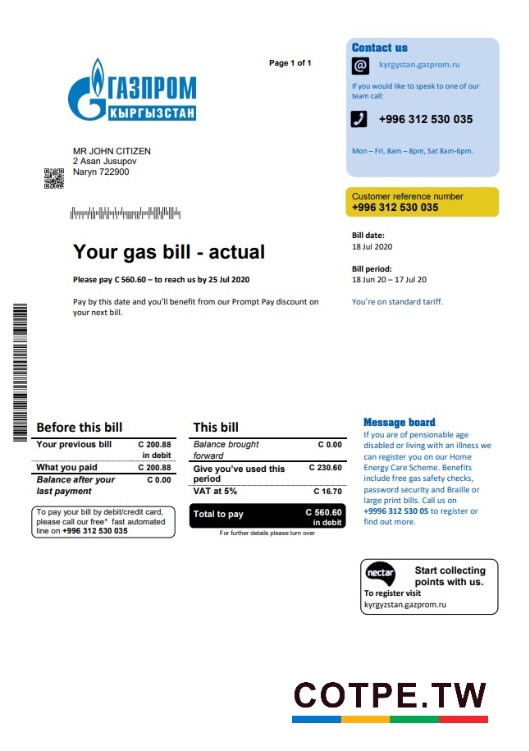 Page 1 of 1
ГАЗПРОМ
КЫРГЫЗСТАН
MR JOHN CITIZEN
2 Asan Jusupov
Naryn 722900
Contact us
@ kyrgystan.gazprom.ru
If you would like to speak to one of our
team call:
+996 312 530 035
Mon – Fri, 8am – 8pm, Sat 8am-6pm.
Customer reference number
+996 312 530 035
Your gas bill - actual
Please pay C 560.60 – to reach us by 25 Jul 2020
Pay by this date and you'll benefit from our Prompt Pay discount on
your next bill.
Bill date:
18 Jul 2020
Bill period:
18 Jun 20 – 17 Jul 20
You're on standard tariff.
Before this bill
Your previous bill C 200.88
in debit
What you paid C 200.88
Balance after your C 0.00
last payment
To pay your bill by debit/credit card,
please call our free* fast automated
line on +996 312 530 035
This bill
Balance brought C 0.00
forward
Give you've used this C 230.60
period
VAT at 5% C 16.70
Total to pay C 560.60
in debit
For further details please turn over
Message board
If you are of pensionable age
disabled or living with an illness we
can register you on our Home
Energy Care Scheme. Benefits
include free gas safety checks,
password security and Braille or
large print bills. Call us on
+9996 312 530 05 to register or
find out more.
nectar
Start collecting
points with us.
To register visit
kyrgyzstan.gazprom.ru
COTPE.TW